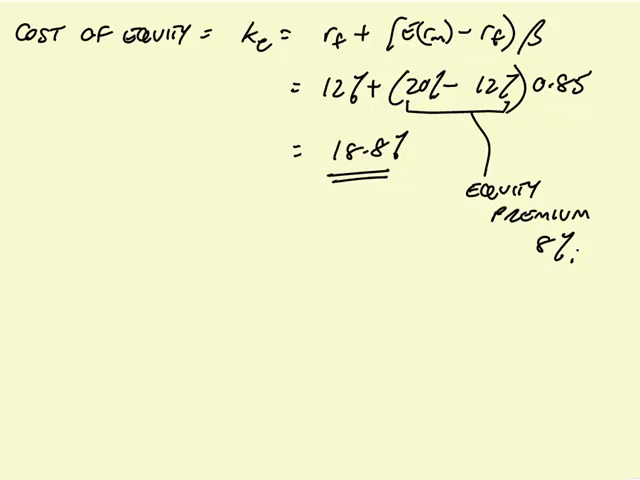 COST OF EQUITY = ke = rf + [E(rm) - rf) β
= 12% + (20% - 12%) 0.85
= 18.8%
EQUITY
PREMIUM
8%.